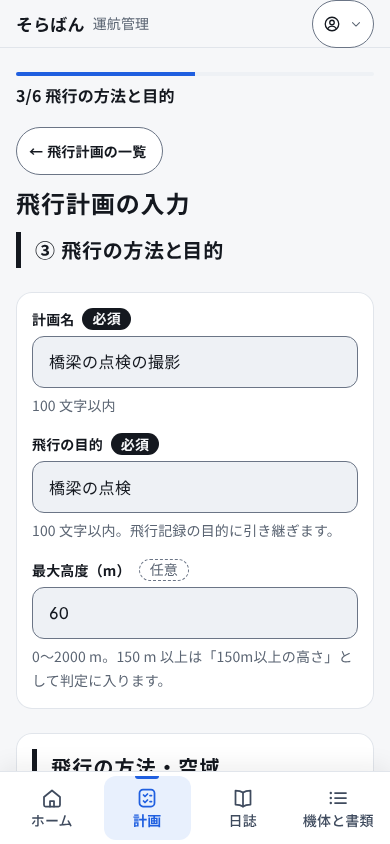 そらばん 運航管理
3/6 飛行の方法と目的
← 飛行計画の一覧
飛行計画の入力
③ 飛行の方法と目的
計画名 必須
橋梁の点検の撮影
100 文字以内
飛行の目的 必須
橋梁の点検
100 文字以内。飛行記録の目的に引き継ぎます。
最大高度（m） 任意
60
0〜2000 m。150 m 以上は「150m以上の高さ」と
して判定に入ります。
飛行の方法・空域
ホーム 計画 日誌 機体と書類